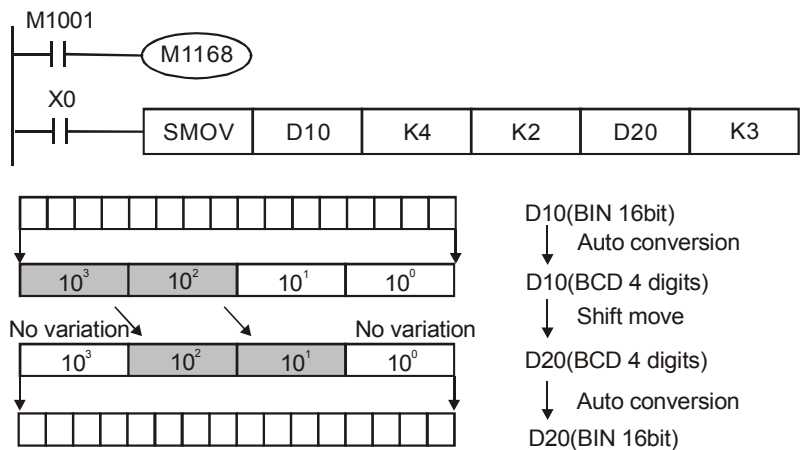 M1001
M1168
X0
SMOV D10 K4 K2 D20 K3
D10(BIN 16bit)
Auto conversion
10³ 10² 10¹ 10⁰
D10(BCD 4 digits)
Shift move
No variation No variation
10³ 10² 10¹ 10⁰
D20(BCD 4 digits)
Auto conversion
D20(BIN 16bit)